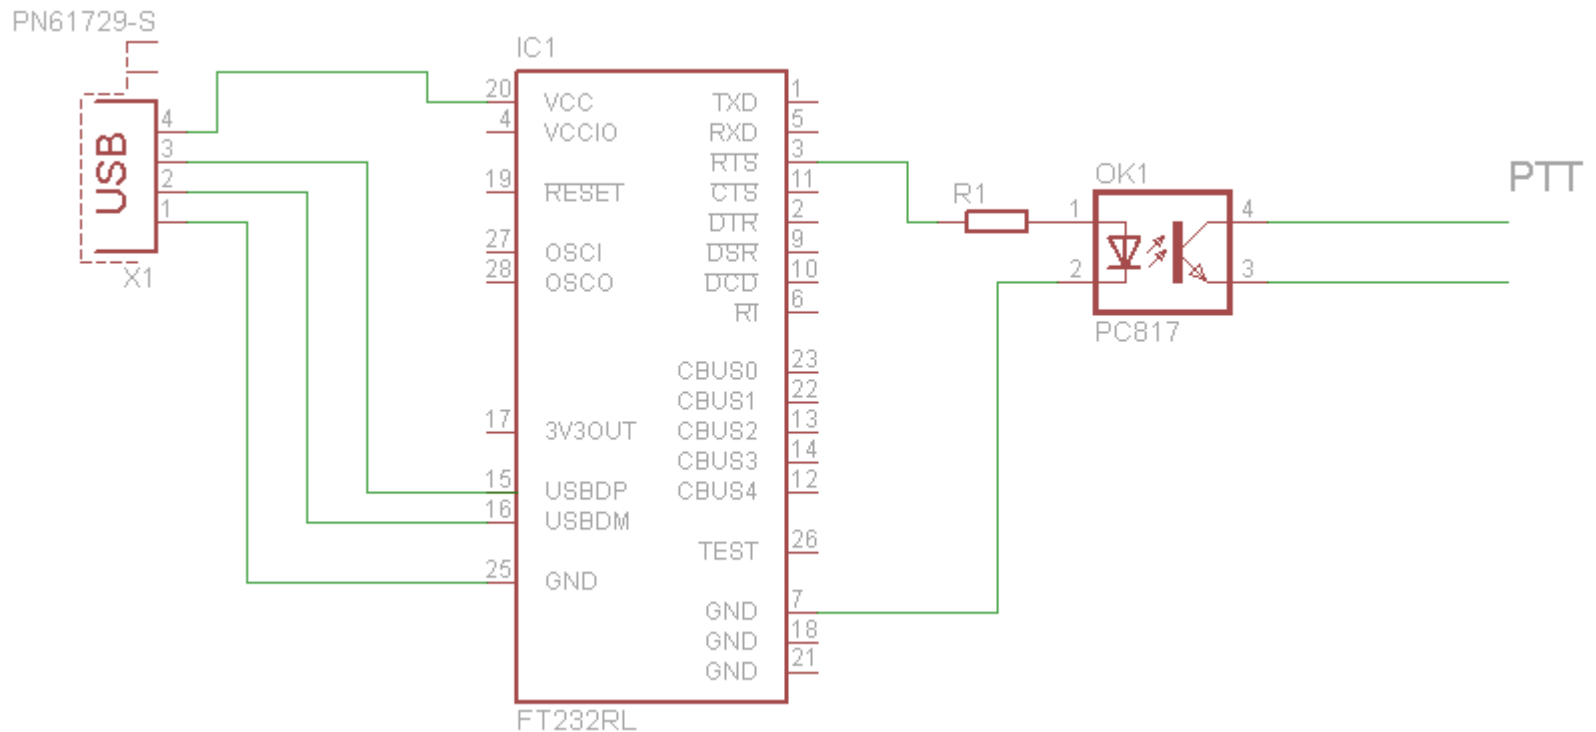 PN61729-S
USB
4
3
2
1
X1
IC1
20 VCC
4 VCCIO
19 RESET
27 OSCI
28 OSCO
17 3V3OUT
15 USBDP
16 USBDM
25 GND
TXD 1
RXD 5
RTS 3
CTS 11
DTR 2
DSR 9
DCD 10
RI 6
CBUS0 23
CBUS1 22
CBUS2 13
CBUS3 14
CBUS4 12
TEST 26
GND 7
GND 18
GND 21
FT232RL
R1
OK1
1
2
4
3
PC817
PTT